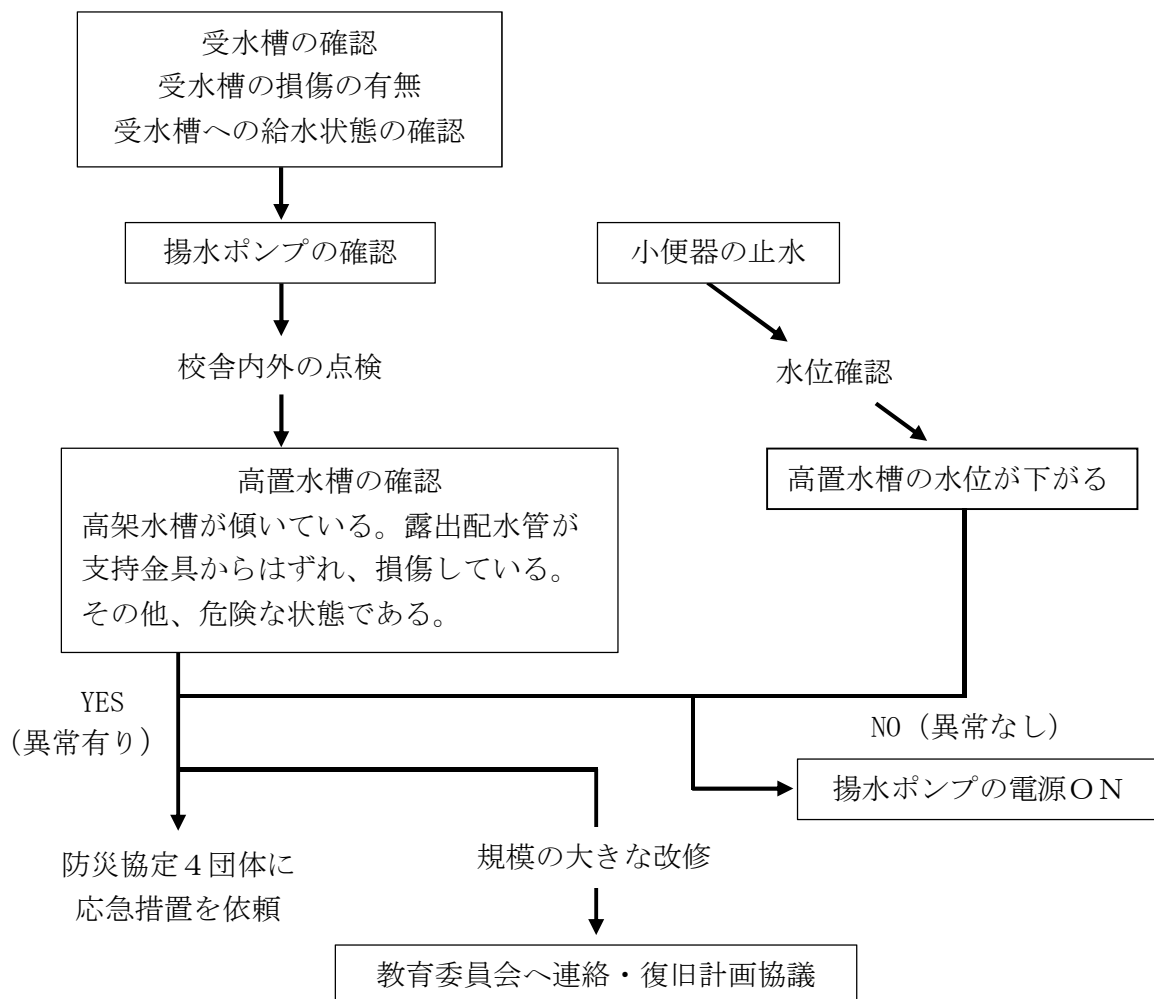 受水槽の確認
受水槽の損傷の有無
受水槽への給水状態の確認
揚水ポンプの確認
小便器の止水
校舎内外の点検
水位確認
高置水槽の確認
高架水槽が傾いている。露出配水管が
支持金具からはずれ、損傷している。
その他、危険な状態である。
高置水槽の水位が下がる
YES
（異常有り）
NO（異常なし）
揚水ポンプの電源ＯＮ
防災協定４団体に
応急措置を依頼
規模の大きな改修
教育委員会へ連絡・復旧計画協議